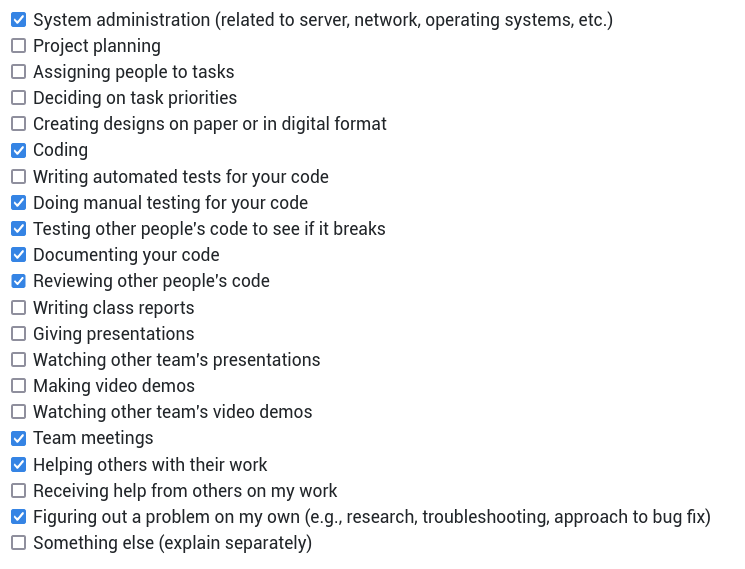 System administration (related to server, network, operating systems, etc.)
Project planning
Assigning people to tasks
Deciding on task priorities
Creating designs on paper or in digital format
Coding
Writing automated tests for your code
Doing manual testing for your code
Testing other people's code to see if it breaks
Documenting your code
Reviewing other people's code
Writing class reports
Giving presentations
Watching other team's presentations
Making video demos
Watching other team's video demos
Team meetings
Helping others with their work
Receiving help from others on my work
Figuring out a problem on my own (e.g., research, troubleshooting, approach to bug fix)
Something else (explain separately)